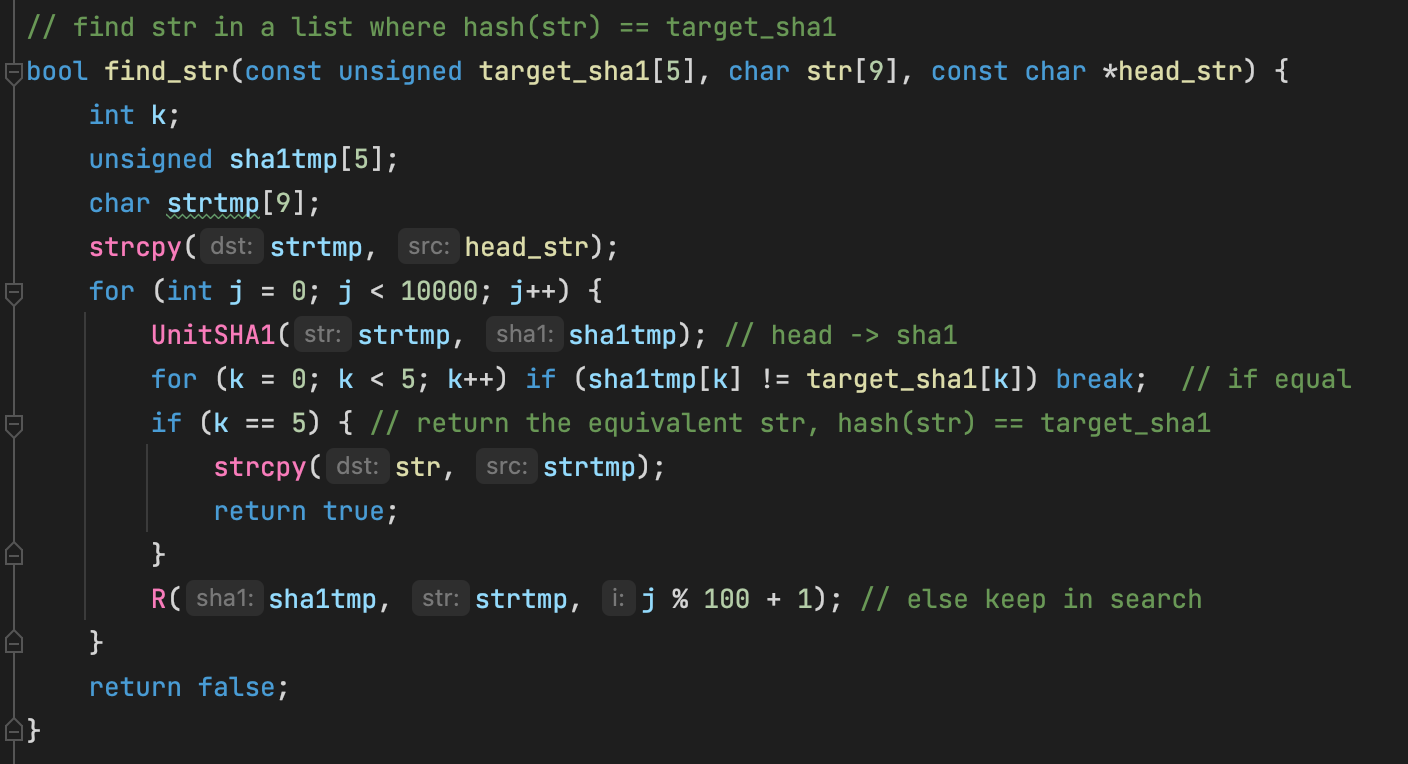 // find str in a list where hash(str) == target_sha1
bool find_str(const unsigned target_sha1[5], char str[9], const char *head_str) {
    int k;
    unsigned sha1tmp[5];
    char strtmp[9];
    strcpy( dst: strtmp, src: head_str);
    for (int j = 0; j < 10000; j++) {
        UnitSHA1( str: strtmp, sha1: sha1tmp); // head -> sha1
        for (k = 0; k < 5; k++) if (sha1tmp[k] != target_sha1[k]) break;  // if equal
        if (k == 5) { // return the equivalent str, hash(str) == target_sha1
            strcpy( dst: str, src: strtmp);
            return true;
        }
        R( sha1: sha1tmp, str: strtmp, i: j % 100 + 1); // else keep in search
    }
    return false;
}